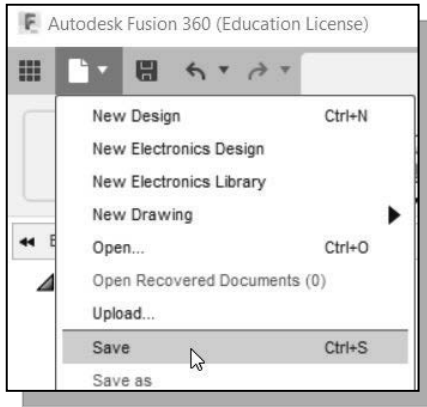 Autodesk Fusion 360 (Education License)
New Design Ctrl+N
New Electronics Design
New Electronics Library
New Drawing
Open... Ctrl+O
Open Recovered Documents (0)
Upload...
Save Ctrl+S
Save as